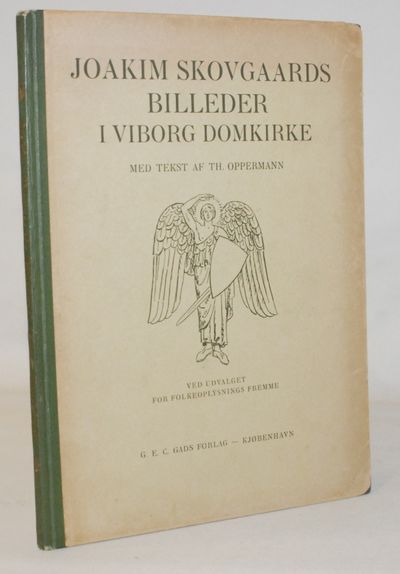 JOAKIM SKOVGAARDS
BILLEDER
I VIBORG DOMKIRKE
MED TEKST AF TH. OPPERMANN
VED UDVALGET
FOR FOLKEOPLYSNINGS FREMME
G. E. C. GADS FORLAG — KJØBENHAVN